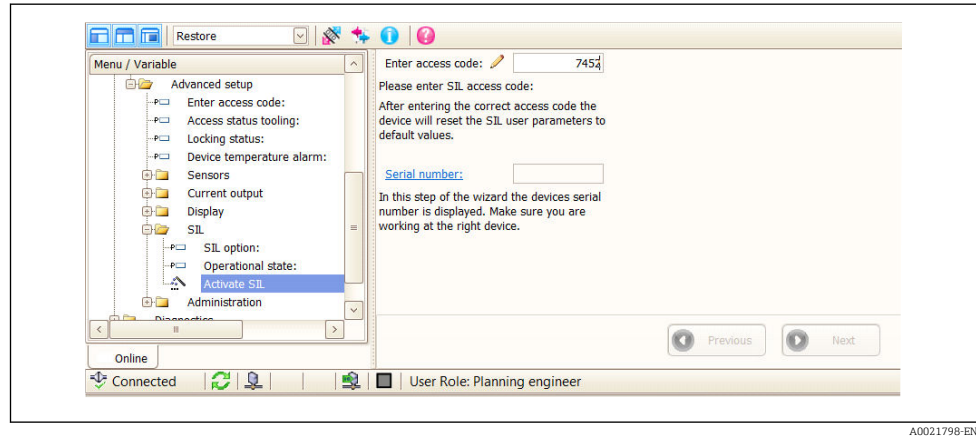 Restore
Menu / Variable
Advanced setup
Enter access code:
Access status tooling:
Locking status:
Device temperature alarm:
Sensors
Current output
Display
SIL
SIL option:
Operational state:
Activate SIL
Administration
Diagnostics
Online
Enter access code: 7452
Please enter SIL access code:
After entering the correct access code the
device will reset the SIL user parameters to
default values.
Serial number:
In this step of the wizard the devices serial
number is displayed. Make sure you are
working at the right device.
Previous
Next
Connected
User Role: Planning engineer
A0021798-EN